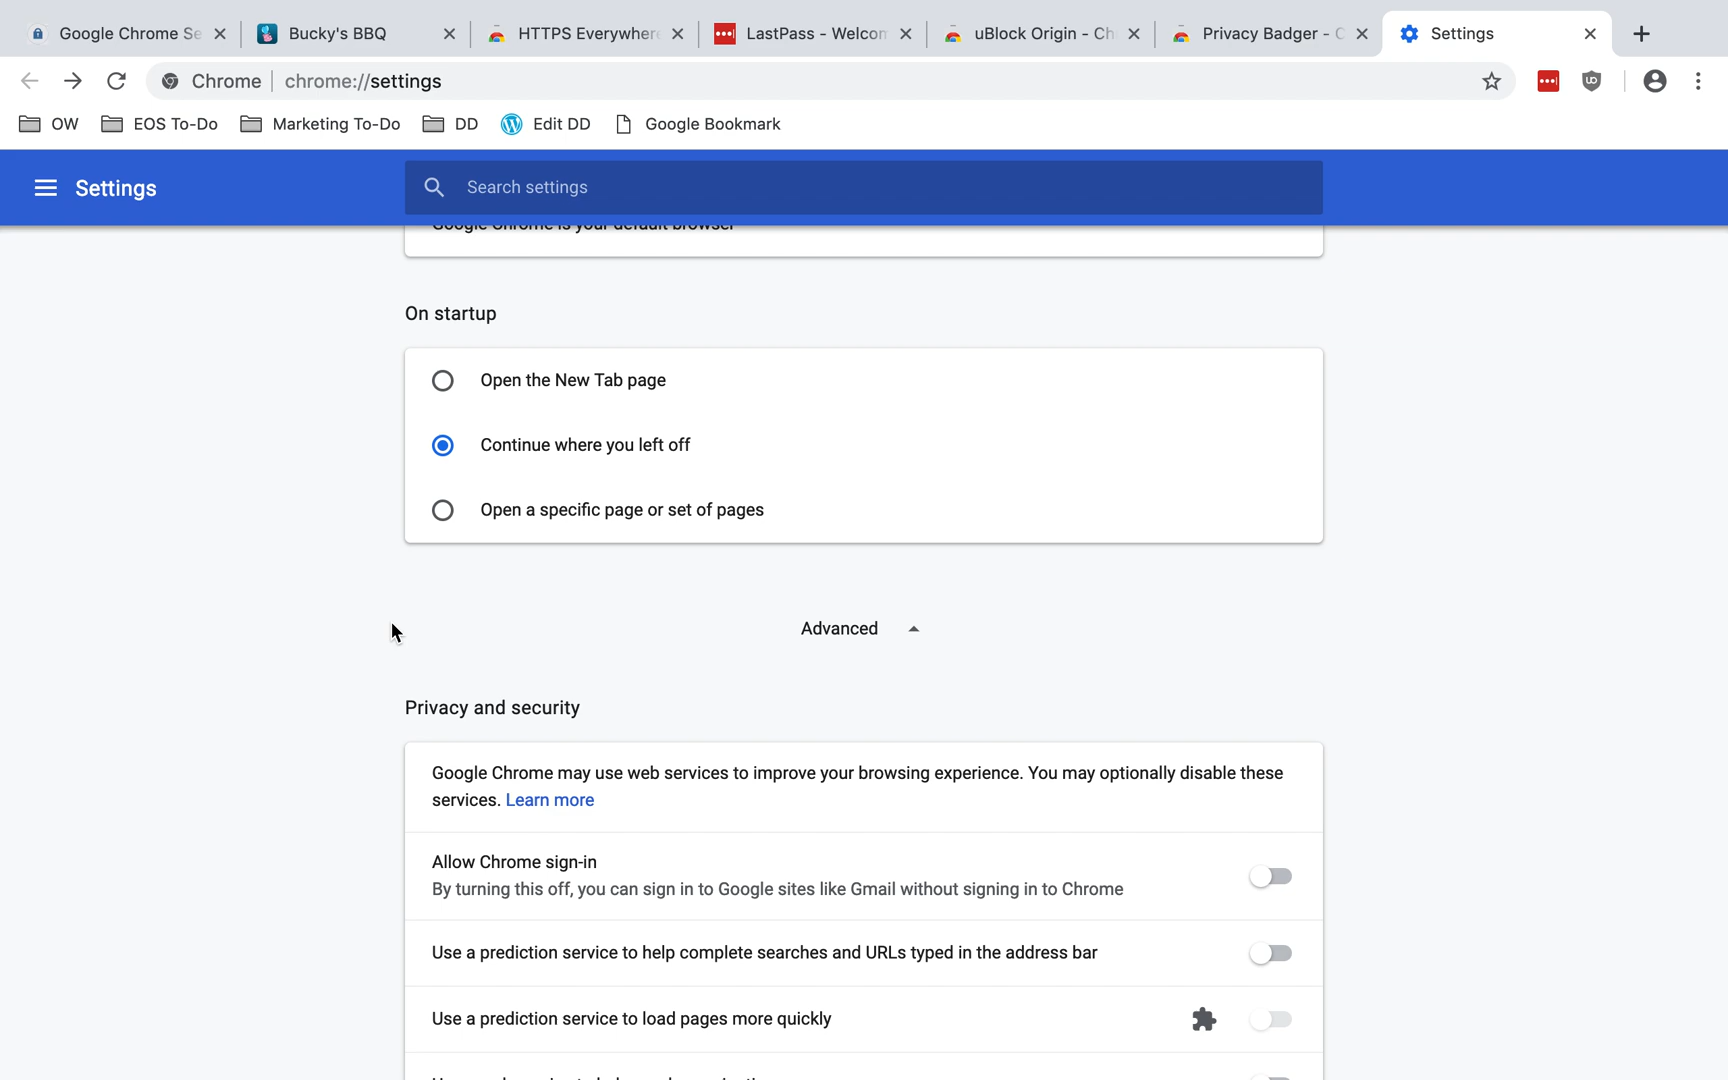 Google Chrome Se
Bucky's BBQ
HTTPS Everywhere
LastPass - Welcom
uBlock Origin - Ch
Privacy Badger - C
Settings
Chrome
chrome://settings
OW
EOS To-Do
Marketing To-Do
DD
Edit DD
Google Bookmark
Settings
Search settings
Google Chrome is your default browser
On startup
Open the New Tab page
Continue where you left off
Open a specific page or set of pages
Advanced
Privacy and security
Google Chrome may use web services to improve your browsing experience. You may optionally disable these
services. Learn more
Allow Chrome sign-in
By turning this off, you can sign in to Google sites like Gmail without signing in to Chrome
Use a prediction service to help complete searches and URLs typed in the address bar
Use a prediction service to load pages more quickly